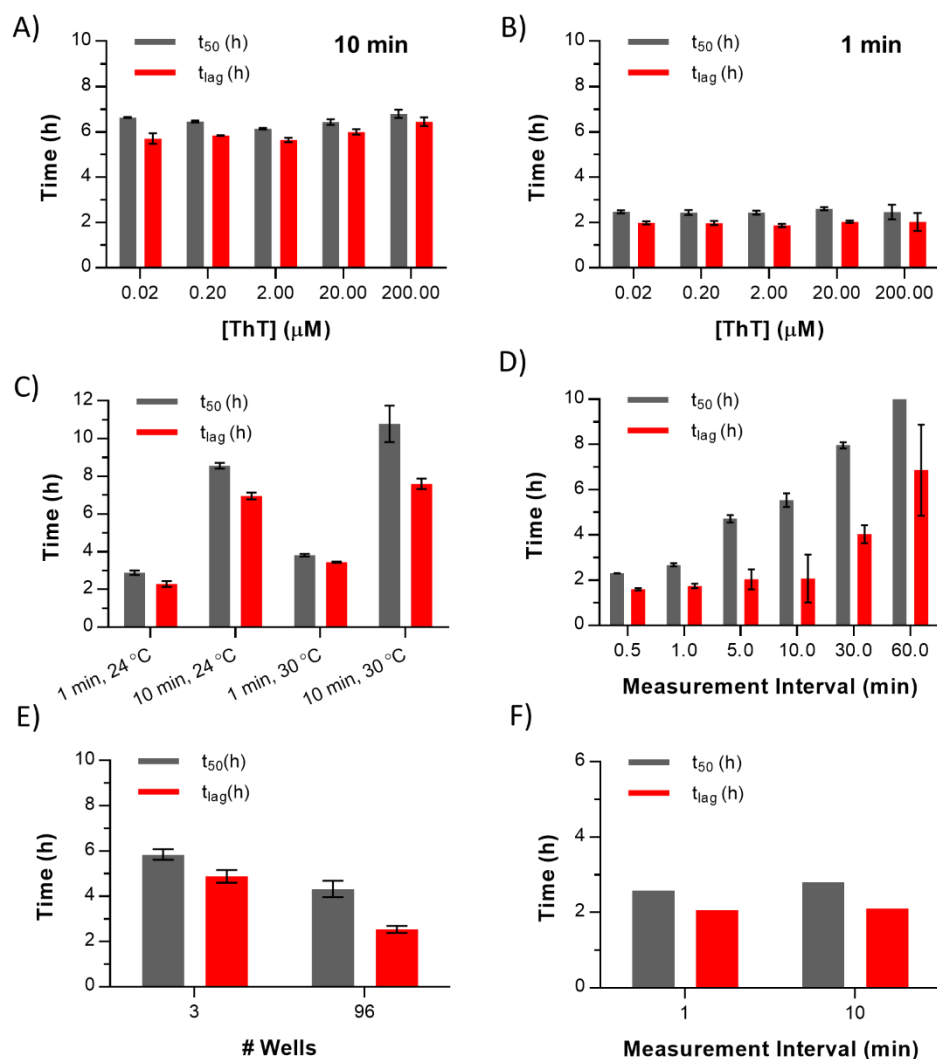 A)
t50 (h)
tlag (h)
10 min
Time (h)
10
8
6
4
2
0
0.02 0.20 2.00 20.00 200.00
[ThT] (μM)
B)
t50 (h)
tlag (h)
1 min
Time (h)
10
8
6
4
2
0
0.02 0.20 2.00 20.00 200.00
[ThT] (μM)
C)
t50 (h)
tlag (h)
Time (h)
12
10
8
6
4
2
0
1 min, 24 °C
10 min, 24 °C
1 min, 30 °C
10 min, 30 °C
D)
t50 (h)
tlag (h)
Time (h)
10
8
6
4
2
0
0.5 1.0 5.0 10.0 30.0 60.0
Measurement Interval (min)
E)
t50(h)
tlag(h)
Time (h)
10
8
6
4
2
0
3 96
# Wells
F)
t50 (h)
tlag (h)
Time (h)
6
4
2
0
1 10
Measurement Interval (min)